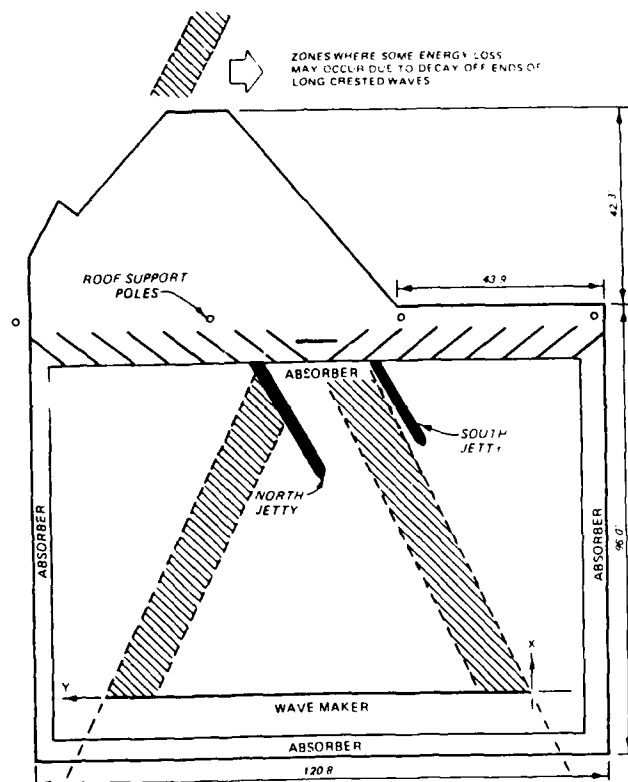 ZONES WHERE SOME ENERGY LOSS
MAY OCCUR DUE TO DECAY OFF ENDS OF
LONG CRESTED WAVES
42.3
43.9
ROOF SUPPORT
POLES
ABSORBER
SOUTH
JETTY
NORTH
JETTY
ABSORBER
ABSORBER
96.0
X
Y
WAVE MAKER
ABSORBER
120.8